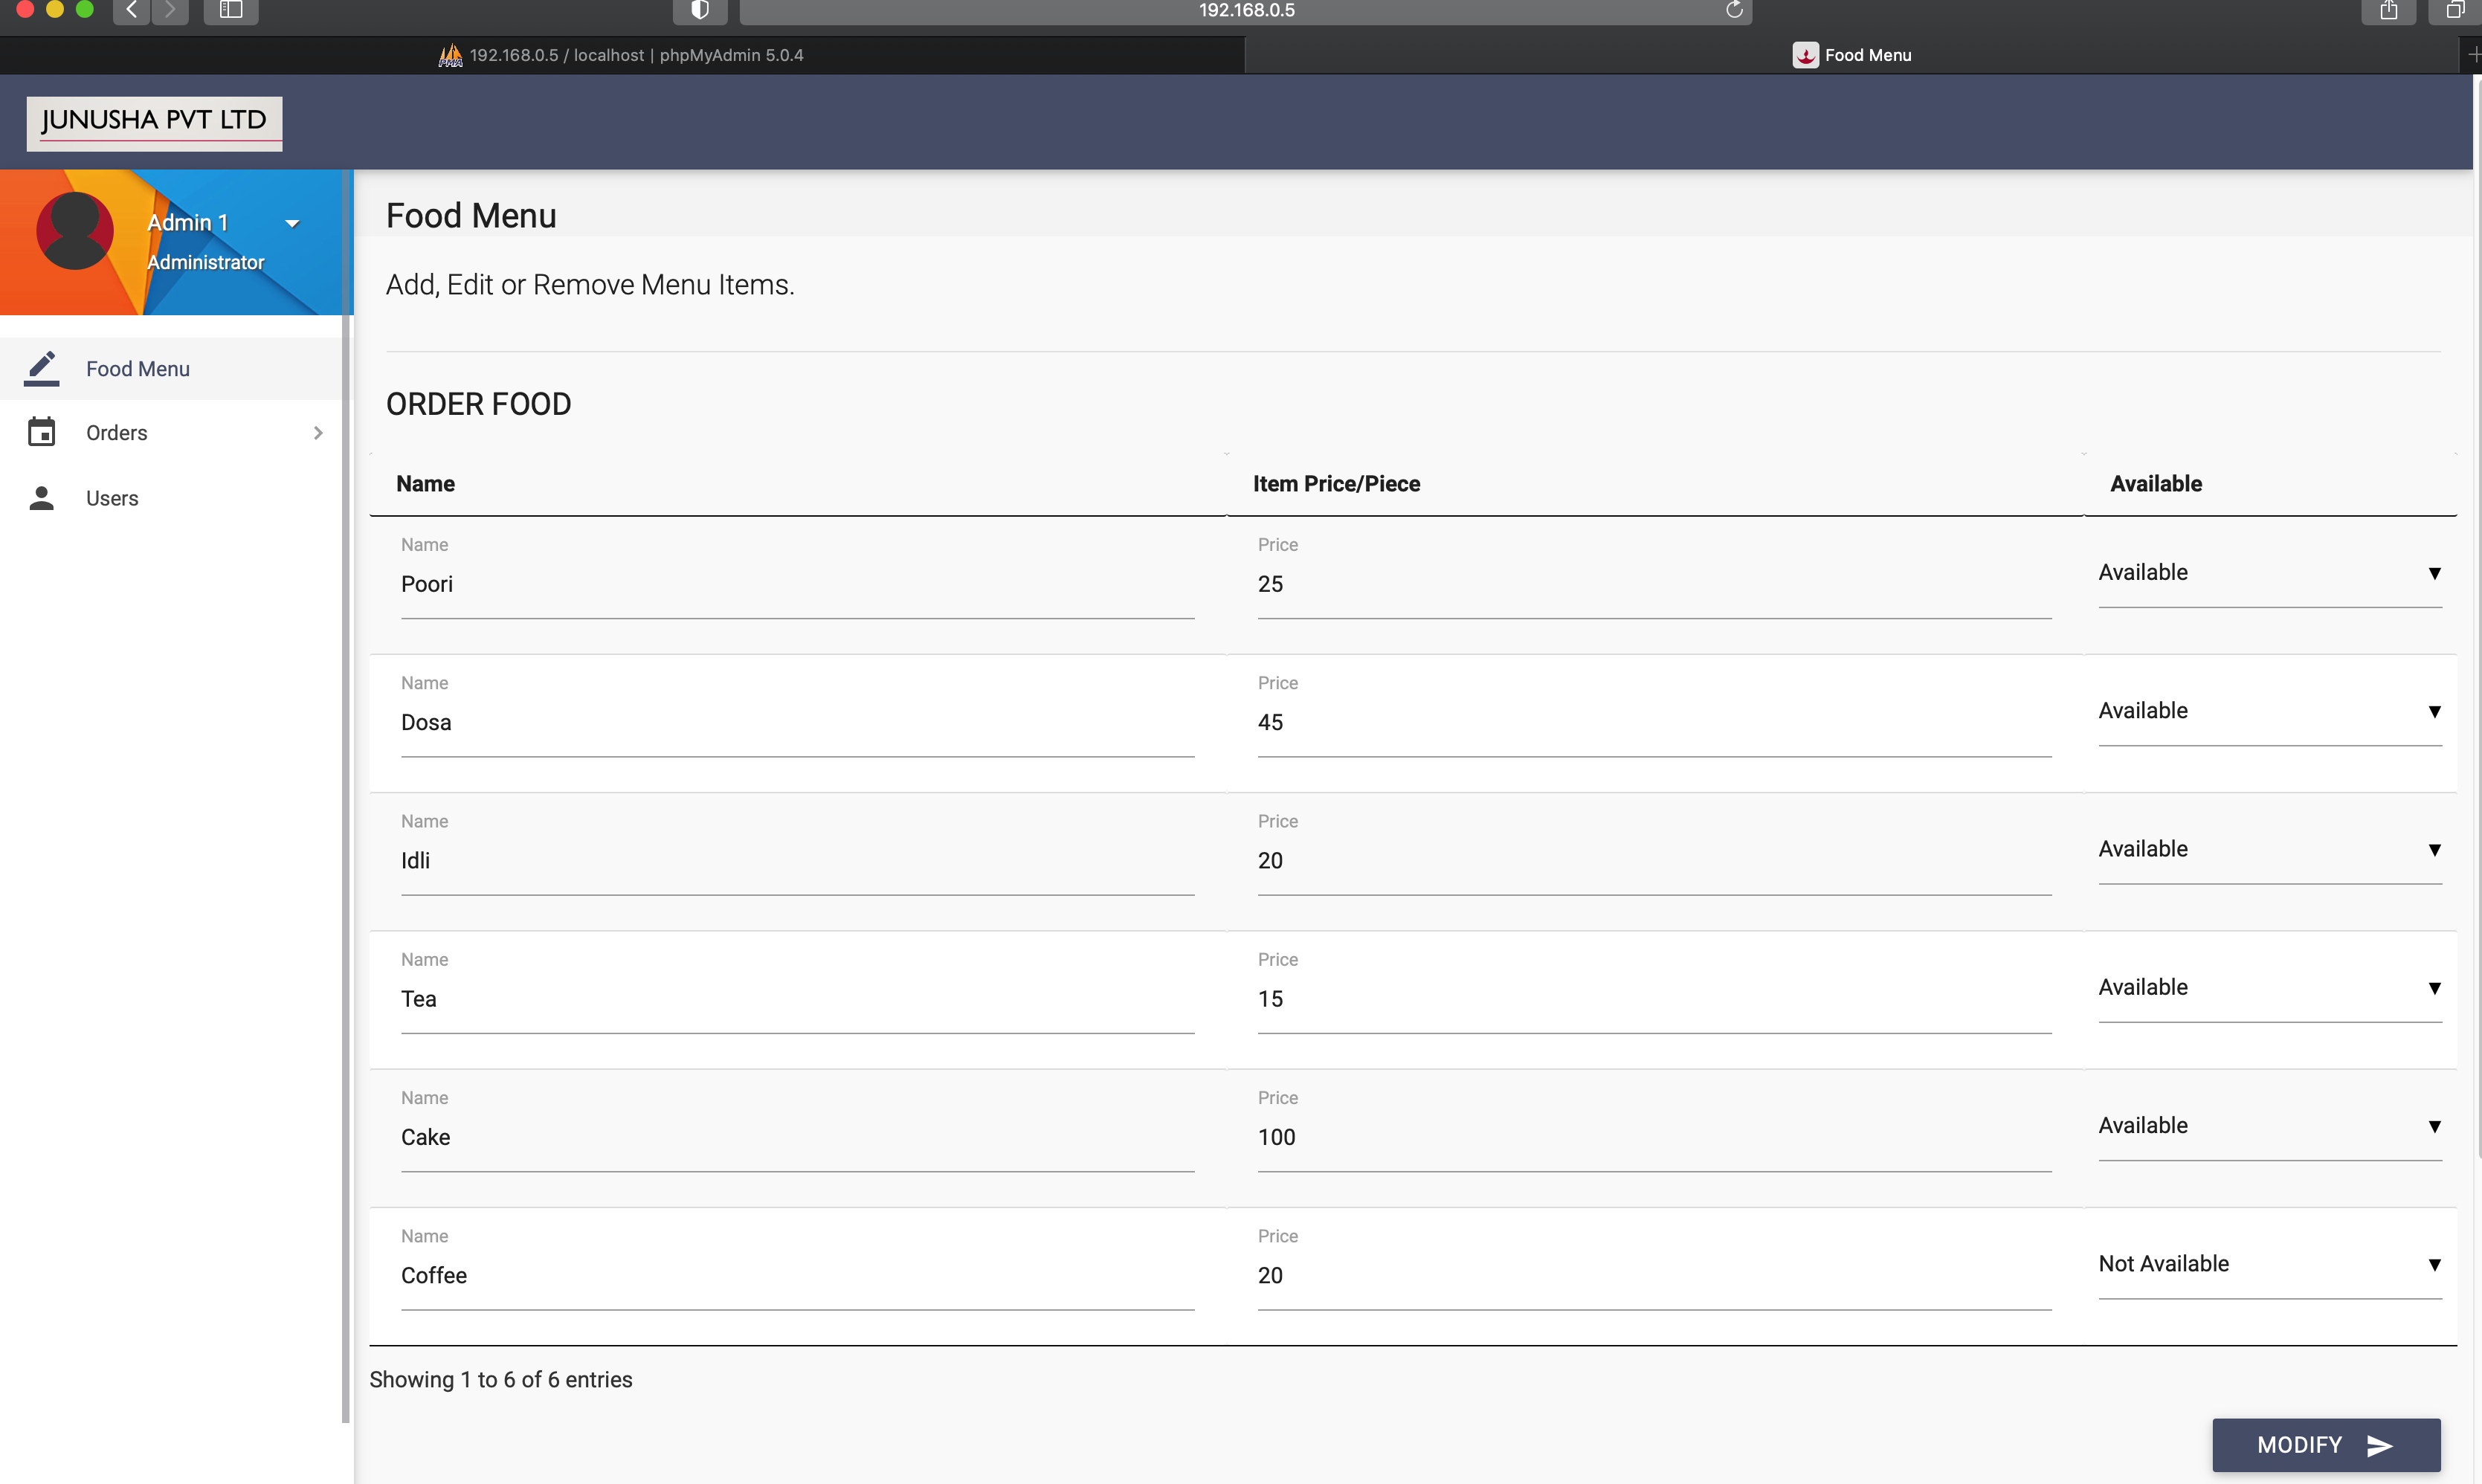 192.168.0.5
192.168.0.5 / localhost | phpMyAdmin 5.0.4
Food Menu
JUNUSHA PVT LTD
Admin 1
Administrator
Food Menu
Orders
Users
Food Menu
Add, Edit or Remove Menu Items.
ORDER FOOD
Name Item Price/Piece Available
Name Price
Poori 25 Available
Name Price
Dosa 45 Available
Name Price
Idli 20 Available
Name Price
Tea 15 Available
Name Price
Cake 100 Available
Name Price
Coffee 20 Not Available
Showing 1 to 6 of 6 entries
MODIFY